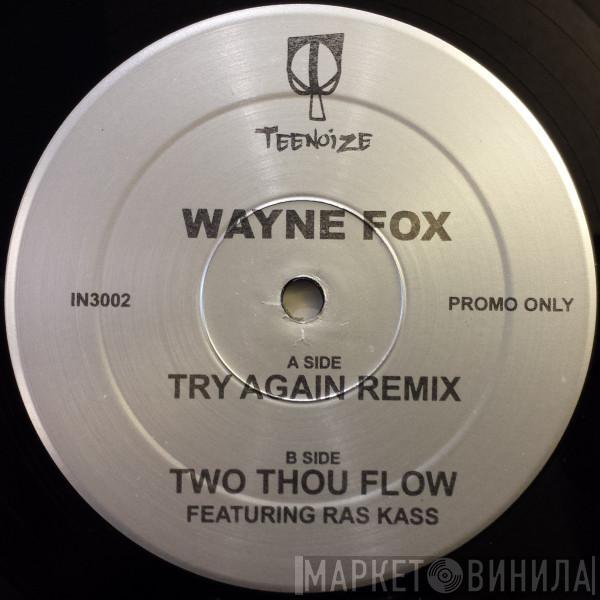 TEENOIZE
WAYNE FOX
IN3002
PROMO ONLY
A SIDE
TRY AGAIN REMIX
B SIDE
TWO THOU FLOW
FEATURING RAS KASS
МАРКЕТ ВИНИЛА